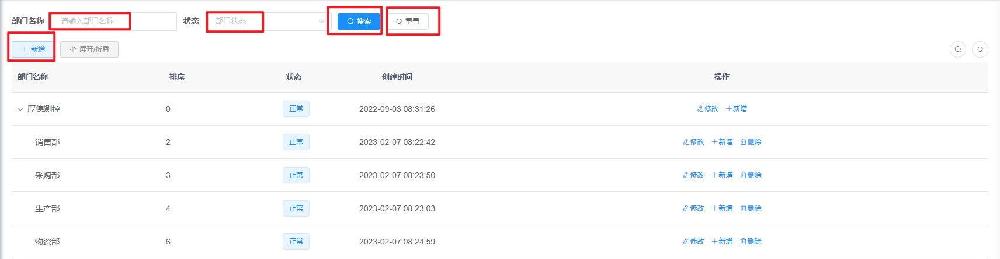 部门名称 请输入部门名称 状态 部门状态 搜索 重置
新增 展开/折叠
部门名称 排序 状态 创建时间 操作
厚德测控 0 正常 2022-09-03 08:31:26 修改 新增
销售部 2 正常 2023-02-07 08:22:42 修改 新增 删除
采购部 3 正常 2023-02-07 08:23:50 修改 新增 删除
生产部 4 正常 2023-02-07 08:23:03 修改 新增 删除
物资部 6 正常 2023-02-07 08:24:59 修改 新增 删除